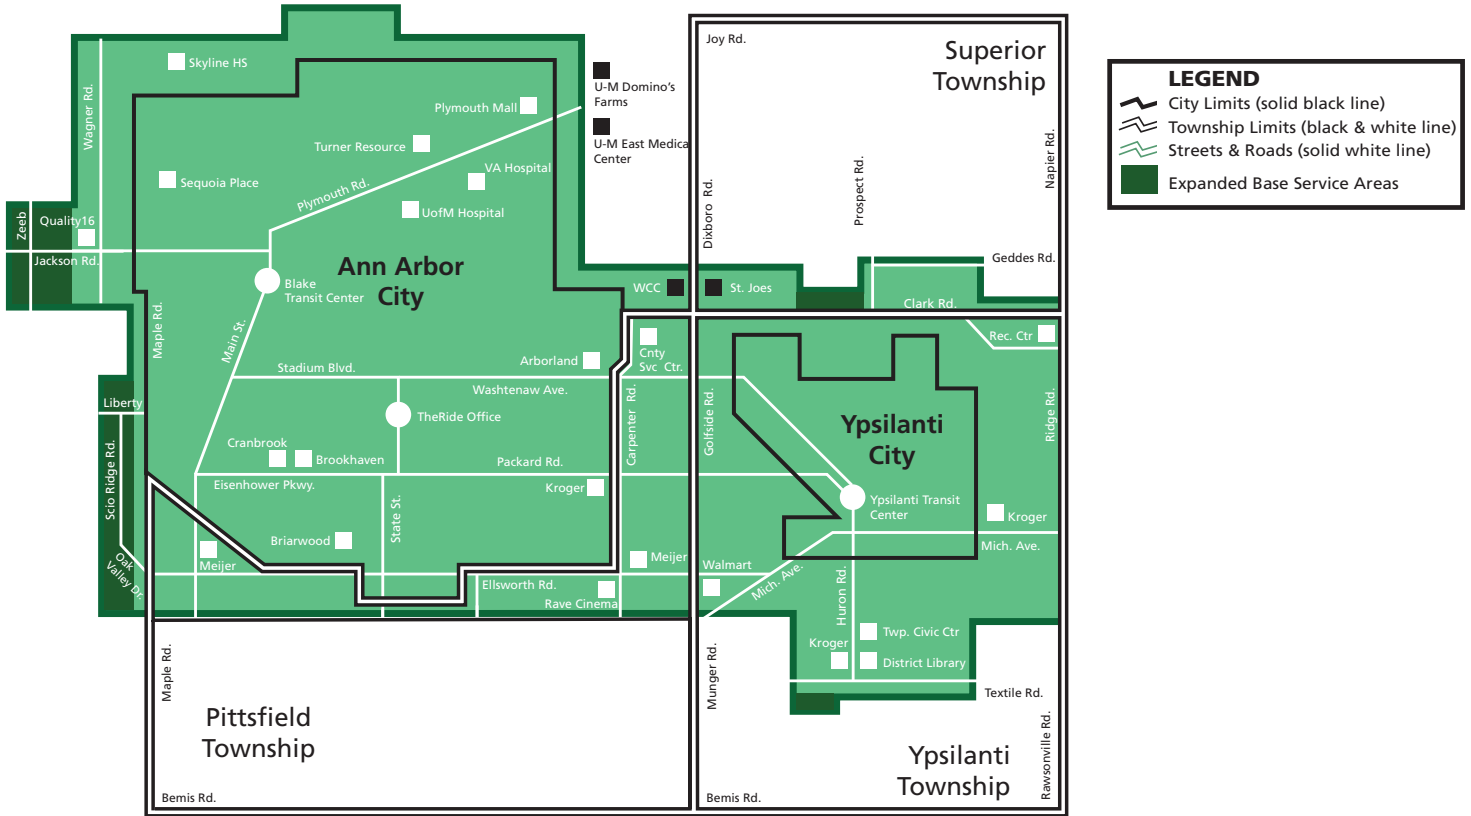 Joy Rd.
Superior
Township
LEGEND
City Limits (solid black line)
Township Limits (black & white line)
Streets & Roads (solid white line)
Expanded Base Service Areas
Skyline HS
Wagner Rd.
U-M Domino's
Farms
Plymouth Mall
U-M East Medica
Center
Turner Resource
VA Hospital
Sequoia Place
Plymouth Rd.
UofM Hospital
Napier Rd.
Prospect Rd.
Dixboro Rd.
Zeeb
Quality16
Jackson Rd.
Ann Arbor
City
Blake
Transit Center
Geddes Rd.
WCC
St. Joes
Clark Rd.
Maple Rd.
Main St.
Rec. Ctr
Cnty
Svc Ctr.
Arborland
Stadium Blvd.
Washtenaw Ave.
Liberty
TheRide Office
Carpenter Rd.
Golfside Rd.
Ridge Rd.
Ypsilanti
City
Cranbrook
Brookhaven
Packard Rd.
Scio Ridge Rd.
Eisenhower Pkwy.
Kroger
State St.
Ypsilanti Transit
Center
Kroger
Briarwood
Mich. Ave.
Oak
Valley Dr.
Meijer
Meijer
Walmart
Ellsworth Rd.
Mich. Ave.
Rave Cinema
Huron Rd.
Twp. Civic Ctr
Kroger
District Library
Maple Rd.
Munger Rd.
Textile Rd.
Pittsfield
Township
Rawsonville Rd.
Ypsilanti
Township
Bemis Rd.
Bemis Rd.